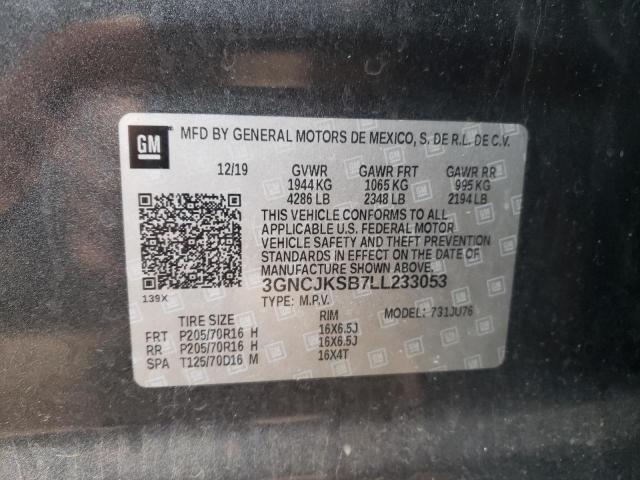 GM
MFD BY GENERAL MOTORS DE MEXICO, S. DE R.L. DE C.V.
12/19 GVWR GAWR FRT GAWR RR
1944 KG 1065 KG 995 KG
4286 LB 2348 LB 2194 LB
THIS VEHICLE CONFORMS TO ALL
APPLICABLE U.S. FEDERAL MOTOR
VEHICLE SAFETY AND THEFT PREVENTION
STANDARDS IN EFFECT ON THE DATE OF
MANUFACTURE SHOWN ABOVE.
139X
3GNCJKSB7LL233053
TYPE: M.P.V. MODEL: 731JU76
TIRE SIZE RIM
FRT P205/70R16 H 16X6.5J
RR P205/70R16 H 16X6.5J
SPA T125/70D16 M 16X4T